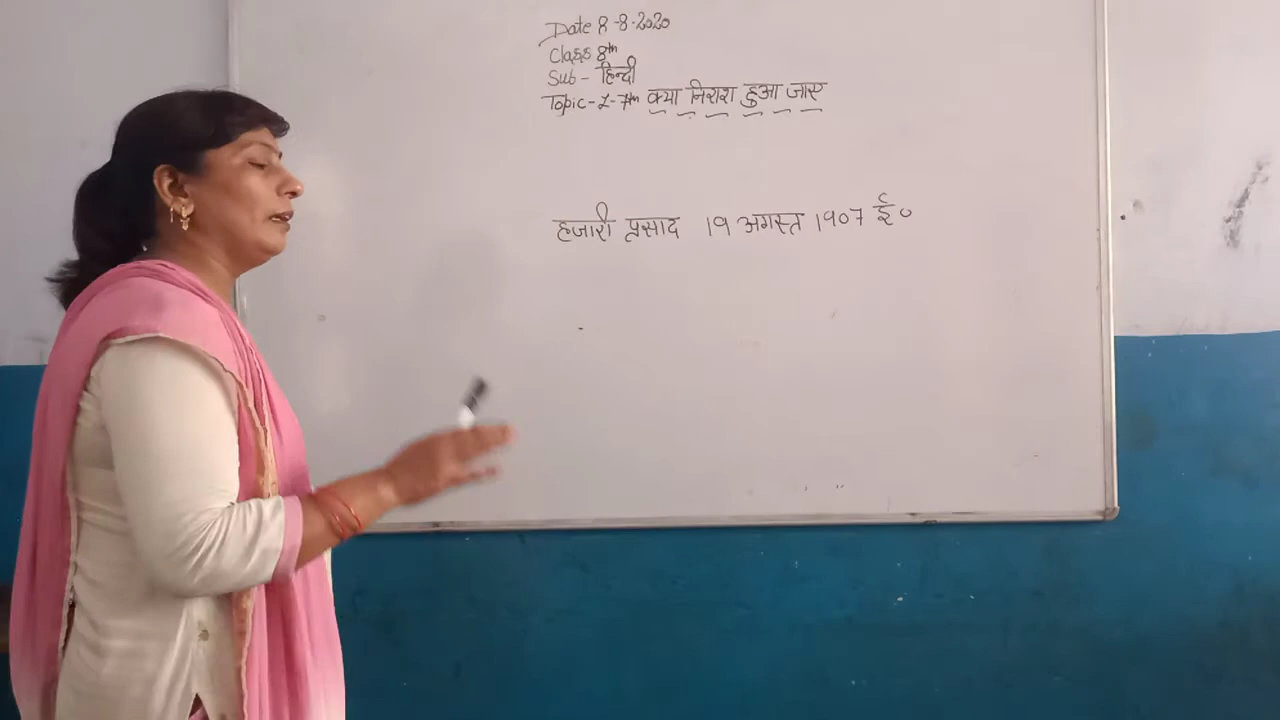 Date 8-8-2020
Class 8th
Sub - हिन्दी
Topic - L-7th क्या निराश हुआ जाए
हजारी प्रसाद 19 अगस्त 1907 ई०